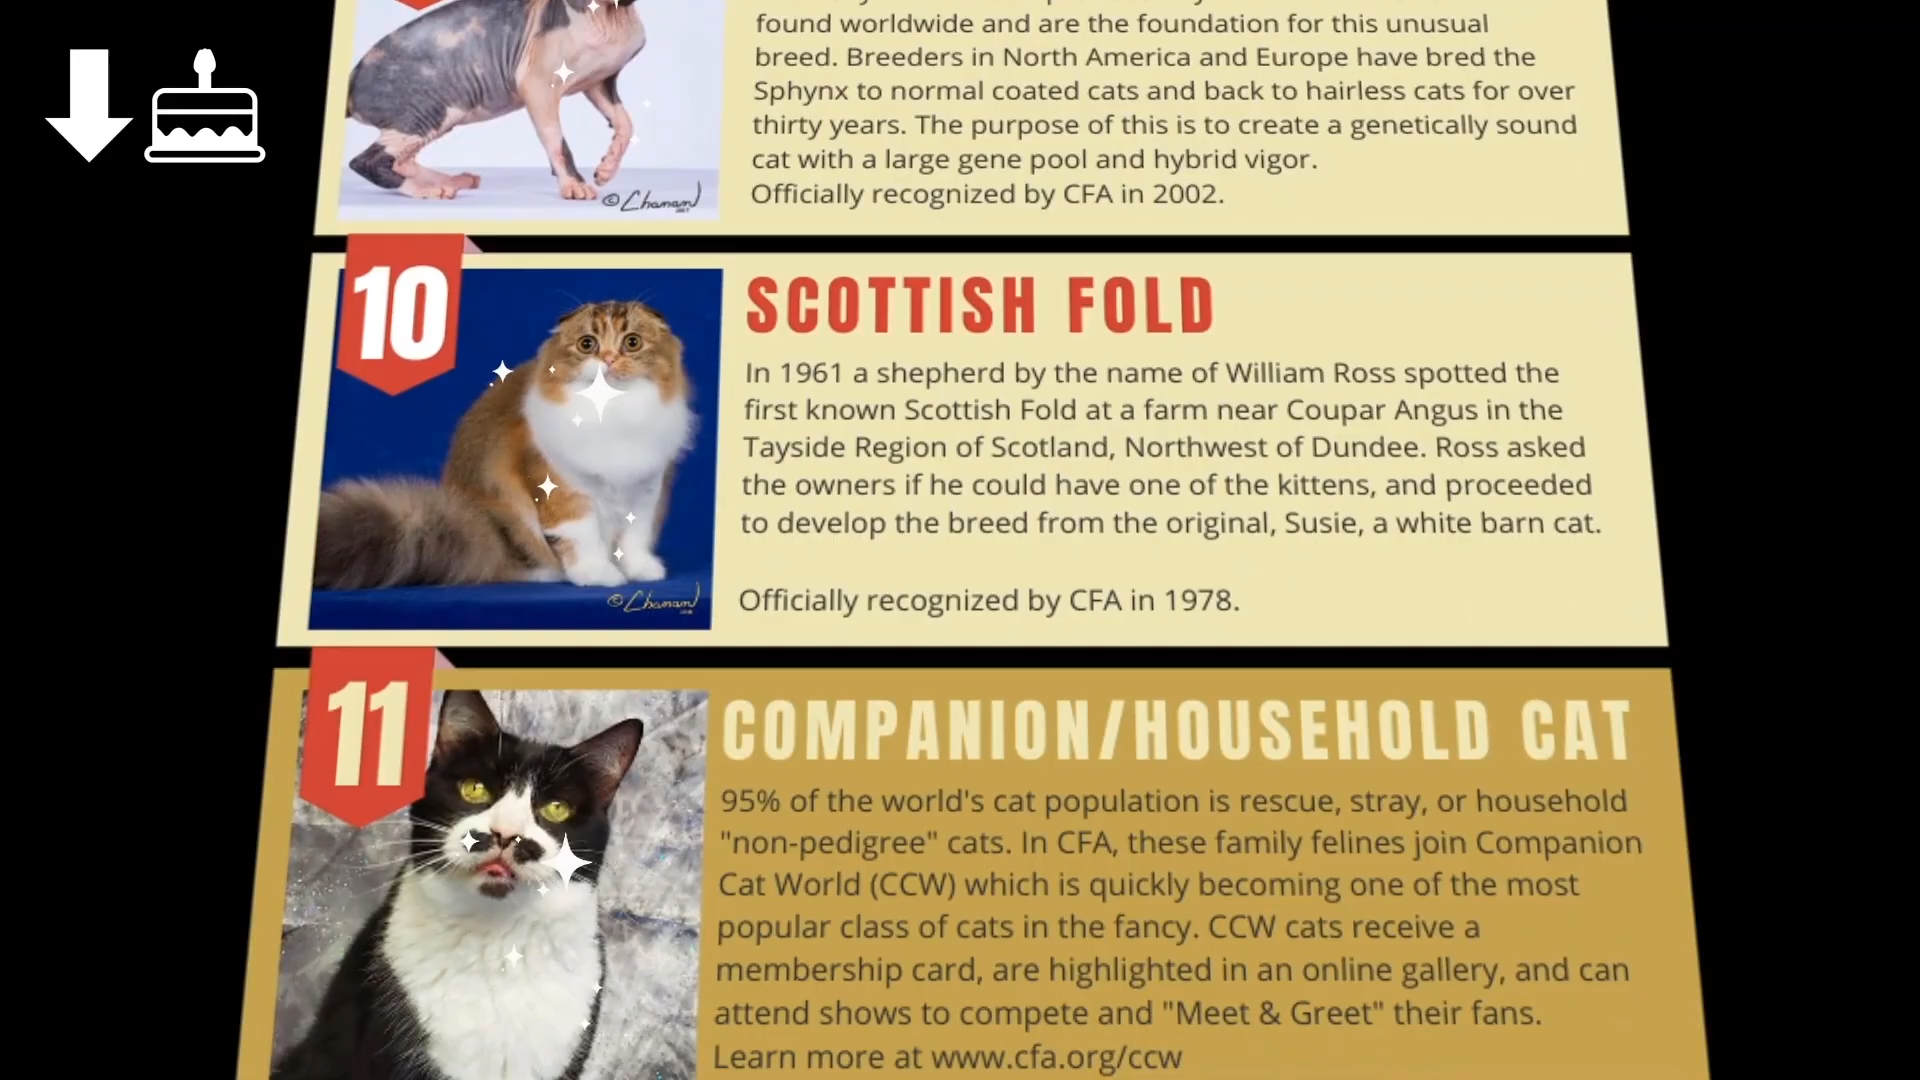 found worldwide and are the foundation for this unusual
breed. Breeders in North America and Europe have bred the
Sphynx to normal coated cats and back to hairless cats for over
thirty years. The purpose of this is to create a genetically sound
cat with a large gene pool and hybrid vigor.
Officially recognized by CFA in 2002.
© Chanan
10
SCOTTISH FOLD
In 1961 a shepherd by the name of William Ross spotted the
first known Scottish Fold at a farm near Coupar Angus in the
Tayside Region of Scotland, Northwest of Dundee. Ross asked
the owners if he could have one of the kittens, and proceeded
to develop the breed from the original, Susie, a white barn cat.
Officially recognized by CFA in 1978.
© Chanan
11
COMPANION/HOUSEHOLD CAT
95% of the world's cat population is rescue, stray, or household
"non-pedigree" cats. In CFA, these family felines join Companion
Cat World (CCW) which is quickly becoming one of the most
popular class of cats in the fancy. CCW cats receive a
membership card, are highlighted in an online gallery, and can
attend shows to compete and "Meet & Greet" their fans.
Learn more at www.cfa.org/ccw